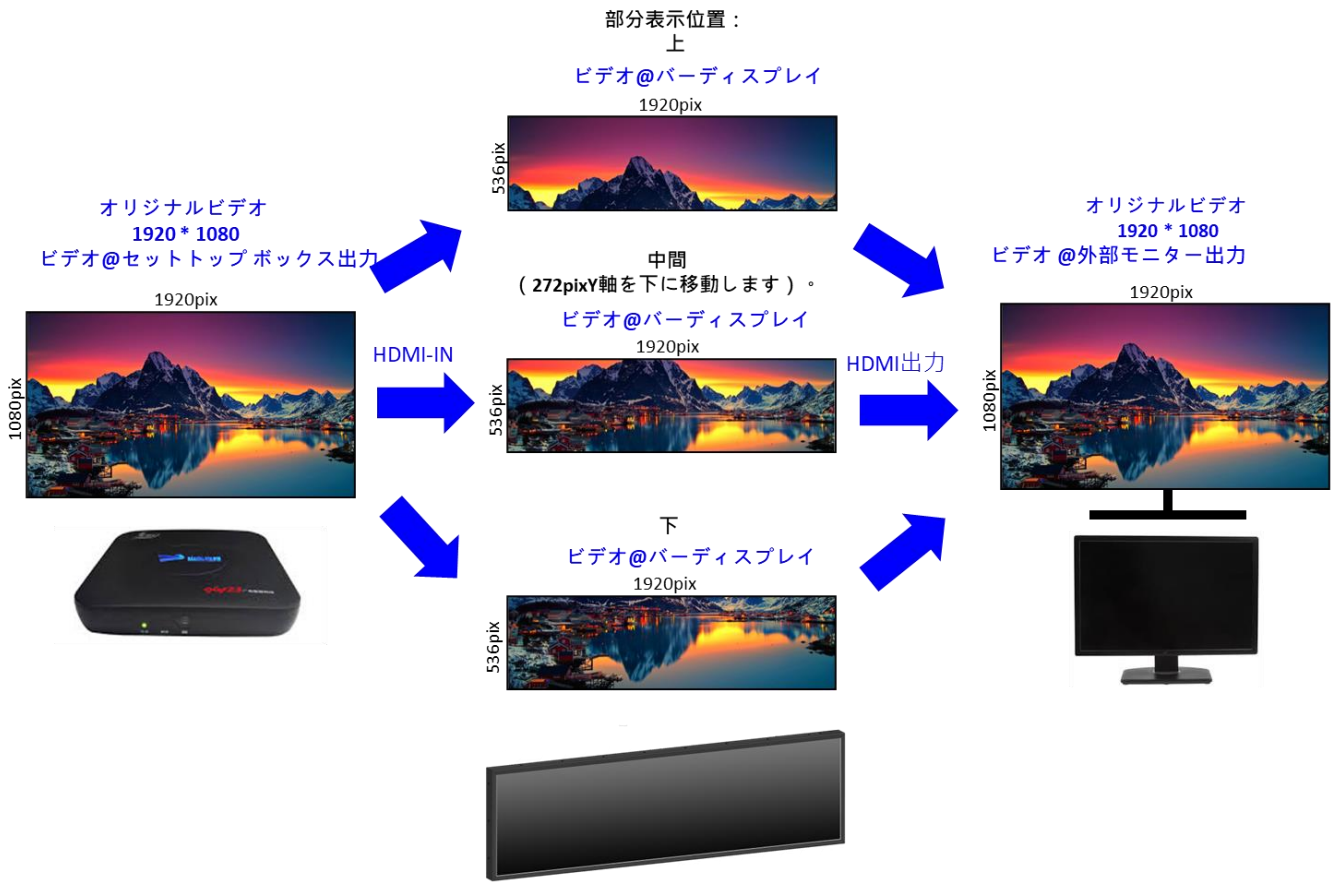 部分表示位置：
上
ビデオ@バーディスプレイ
1920pix
536pix
オリジナルビデオ
1920 * 1080
ビデオ@セットトップ ボックス出力
1920pix
1080pix
HDMI-IN
中間
（272pixY軸を下に移動します）。
ビデオ@バーディスプレイ
1920pix
536pix
HDMI出力
下
ビデオ@バーディスプレイ
1920pix
536pix
オリジナルビデオ
1920 * 1080
ビデオ @外部モニター出力
1920pix
1080pix